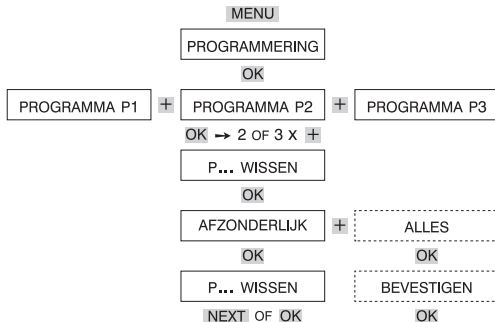 MENU
PROGRAMMERING
OK
PROGRAMMA P1 + PROGRAMMA P2 + PROGRAMMA P3
OK → 2 OF 3 X +
P... WISSEN
OK
AFZONDERLIJK + ALLES
OK OK
P... WISSEN BEVESTIGEN
NEXT OF OK OK